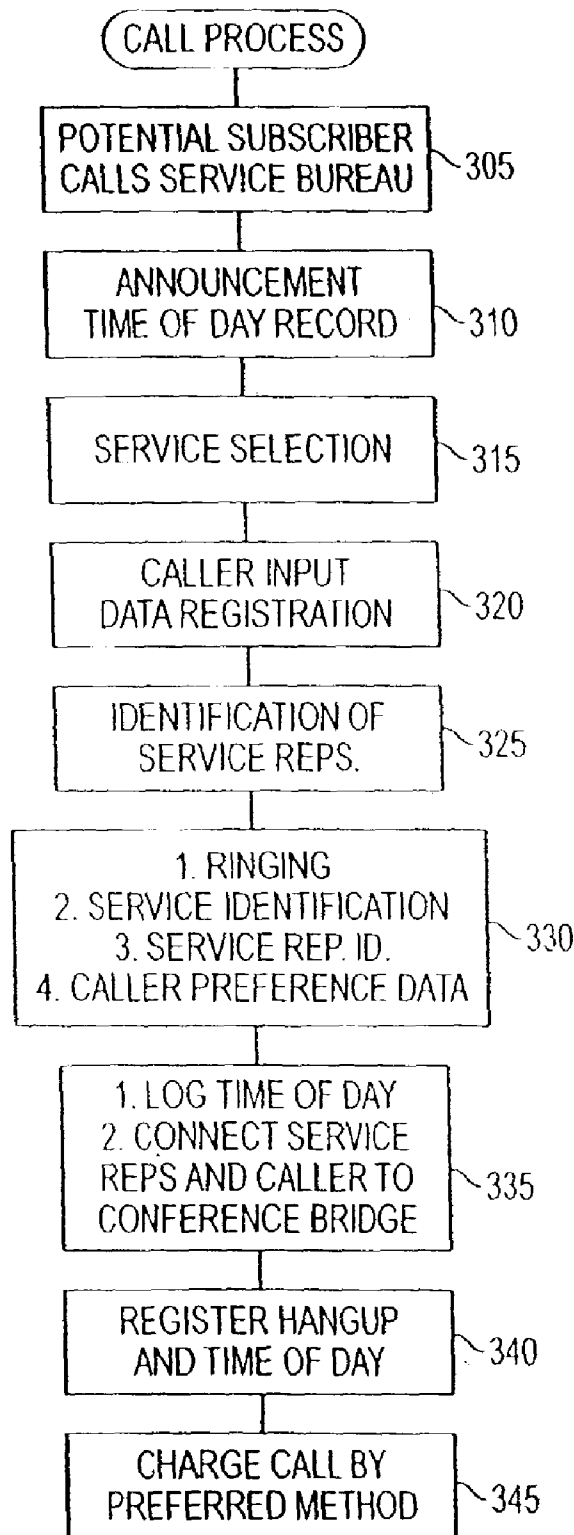 CALL PROCESS
POTENTIAL SUBSCRIBER
CALLS SERVICE BUREAU
305
ANNOUNCEMENT
TIME OF DAY RECORD
310
SERVICE SELECTION
315
CALLER INPUT
DATA REGISTRATION
320
IDENTIFICATION OF
SERVICE REPS.
325
1. RINGING
2. SERVICE IDENTIFICATION
3. SERVICE REP. ID.
4. CALLER PREFERENCE DATA
330
1. LOG TIME OF DAY
2. CONNECT SERVICE
REPS AND CALLER TO
CONFERENCE BRIDGE
335
REGISTER HANGUP
AND TIME OF DAY
340
CHARGE CALL BY
PREFERRED METHOD
345